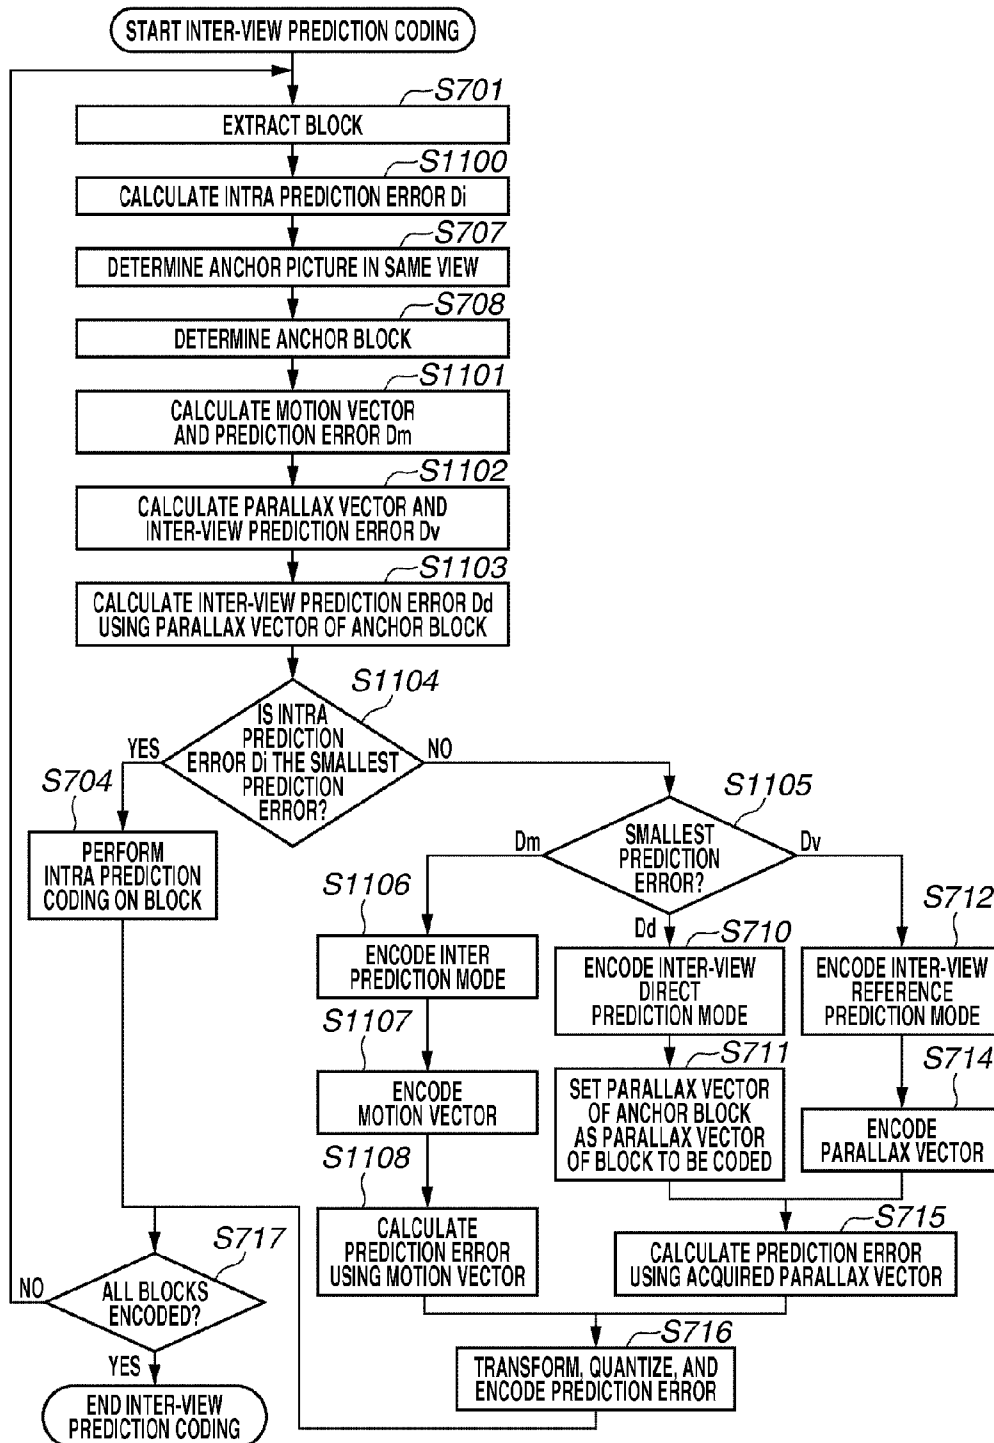 START INTER-VIEW PREDICTION CODING
S701
EXTRACT BLOCK
S1100
CALCULATE INTRA PREDICTION ERROR Di
S707
DETERMINE ANCHOR PICTURE IN SAME VIEW
S708
DETERMINE ANCHOR BLOCK
S1101
CALCULATE MOTION VECTOR
AND PREDICTION ERROR Dm
S1102
CALCULATE PARALLAX VECTOR AND
INTER-VIEW PREDICTION ERROR Dv
S1103
CALCULATE INTER-VIEW PREDICTION ERROR Dd
USING PARALLAX VECTOR OF ANCHOR BLOCK
S1104
IS INTRA
PREDICTION
ERROR Di THE SMALLEST
PREDICTION
ERROR?
YES
NO
S704
PERFORM
INTRA PREDICTION
CODING ON BLOCK
S1105
SMALLEST
PREDICTION
ERROR?
Dm
Dv
Dd
S1106
ENCODE INTER
PREDICTION MODE
S1107
ENCODE
MOTION VECTOR
S1108
CALCULATE
PREDICTION ERROR
USING MOTION VECTOR
S710
ENCODE INTER-VIEW
DIRECT
PREDICTION MODE
S711
SET PARALLAX VECTOR
OF ANCHOR BLOCK
AS PARALLAX VECTOR
OF BLOCK TO BE CODED
S712
ENCODE INTER-VIEW
REFERENCE
PREDICTION MODE
S714
ENCODE
PARALLAX VECTOR
S715
CALCULATE PREDICTION ERROR
USING ACQUIRED PARALLAX VECTOR
S716
TRANSFORM, QUANTIZE, AND
ENCODE PREDICTION ERROR
S717
NO
ALL BLOCKS
ENCODED?
YES
END INTER-VIEW
PREDICTION CODING